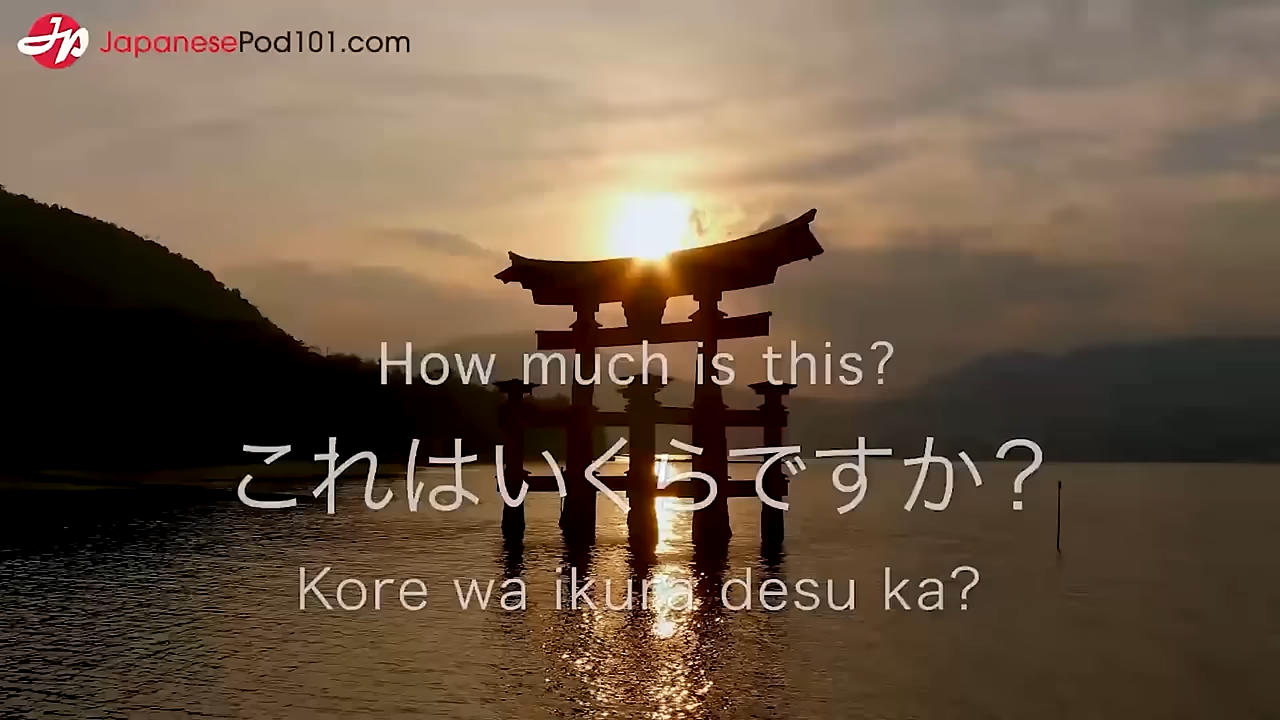 JapanesePod101.com
How much is this?
これはいくらですか？
Kore wa ikura desu ka?